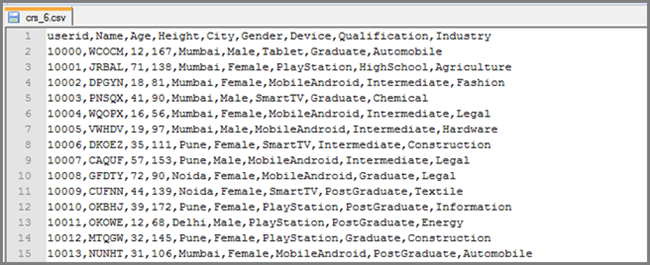 crs_6.csv
1 userid,Name,Age,Height,City,Gender,Device,Qualification,Industry
2 10000,WCOCM,12,167,Mumbai,Male,Tablet,Graduate,Automobile
3 10001,JRBAL,71,138,Mumbai,Female,PlayStation,HighSchool,Agriculture
4 10002,DPGYN,18,81,Mumbai,Female,MobileAndroid,Intermediate,Fashion
5 10003,PNSQX,41,90,Mumbai,Male,SmartTV,Graduate,Chemical
6 10004,WQOPX,16,56,Mumbai,Female,MobileAndroid,Intermediate,Legal
7 10005,VWHDV,19,97,Mumbai,Male,MobileAndroid,Intermediate,Hardware
8 10006,DKOEZ,35,111,Pune,Female,SmartTV,Intermediate,Construction
9 10007,CAQUF,57,153,Pune,Male,MobileAndroid,Intermediate,Legal
10 10008,GFDTY,72,90,Noida,Female,MobileAndroid,Graduate,Legal
11 10009,CUFNN,44,139,Noida,Female,SmartTV,PostGraduate,Textile
12 10010,OKBHJ,39,172,Pune,Female,PlayStation,PostGraduate,Information
13 10011,OKOWE,12,68,Delhi,Male,PlayStation,PostGraduate,Energy
14 10012,MTQGW,32,145,Pune,Female,PlayStation,Graduate,Construction
15 10013,NUNHT,31,106,Mumbai,Female,MobileAndroid,PostGraduate,Automobile